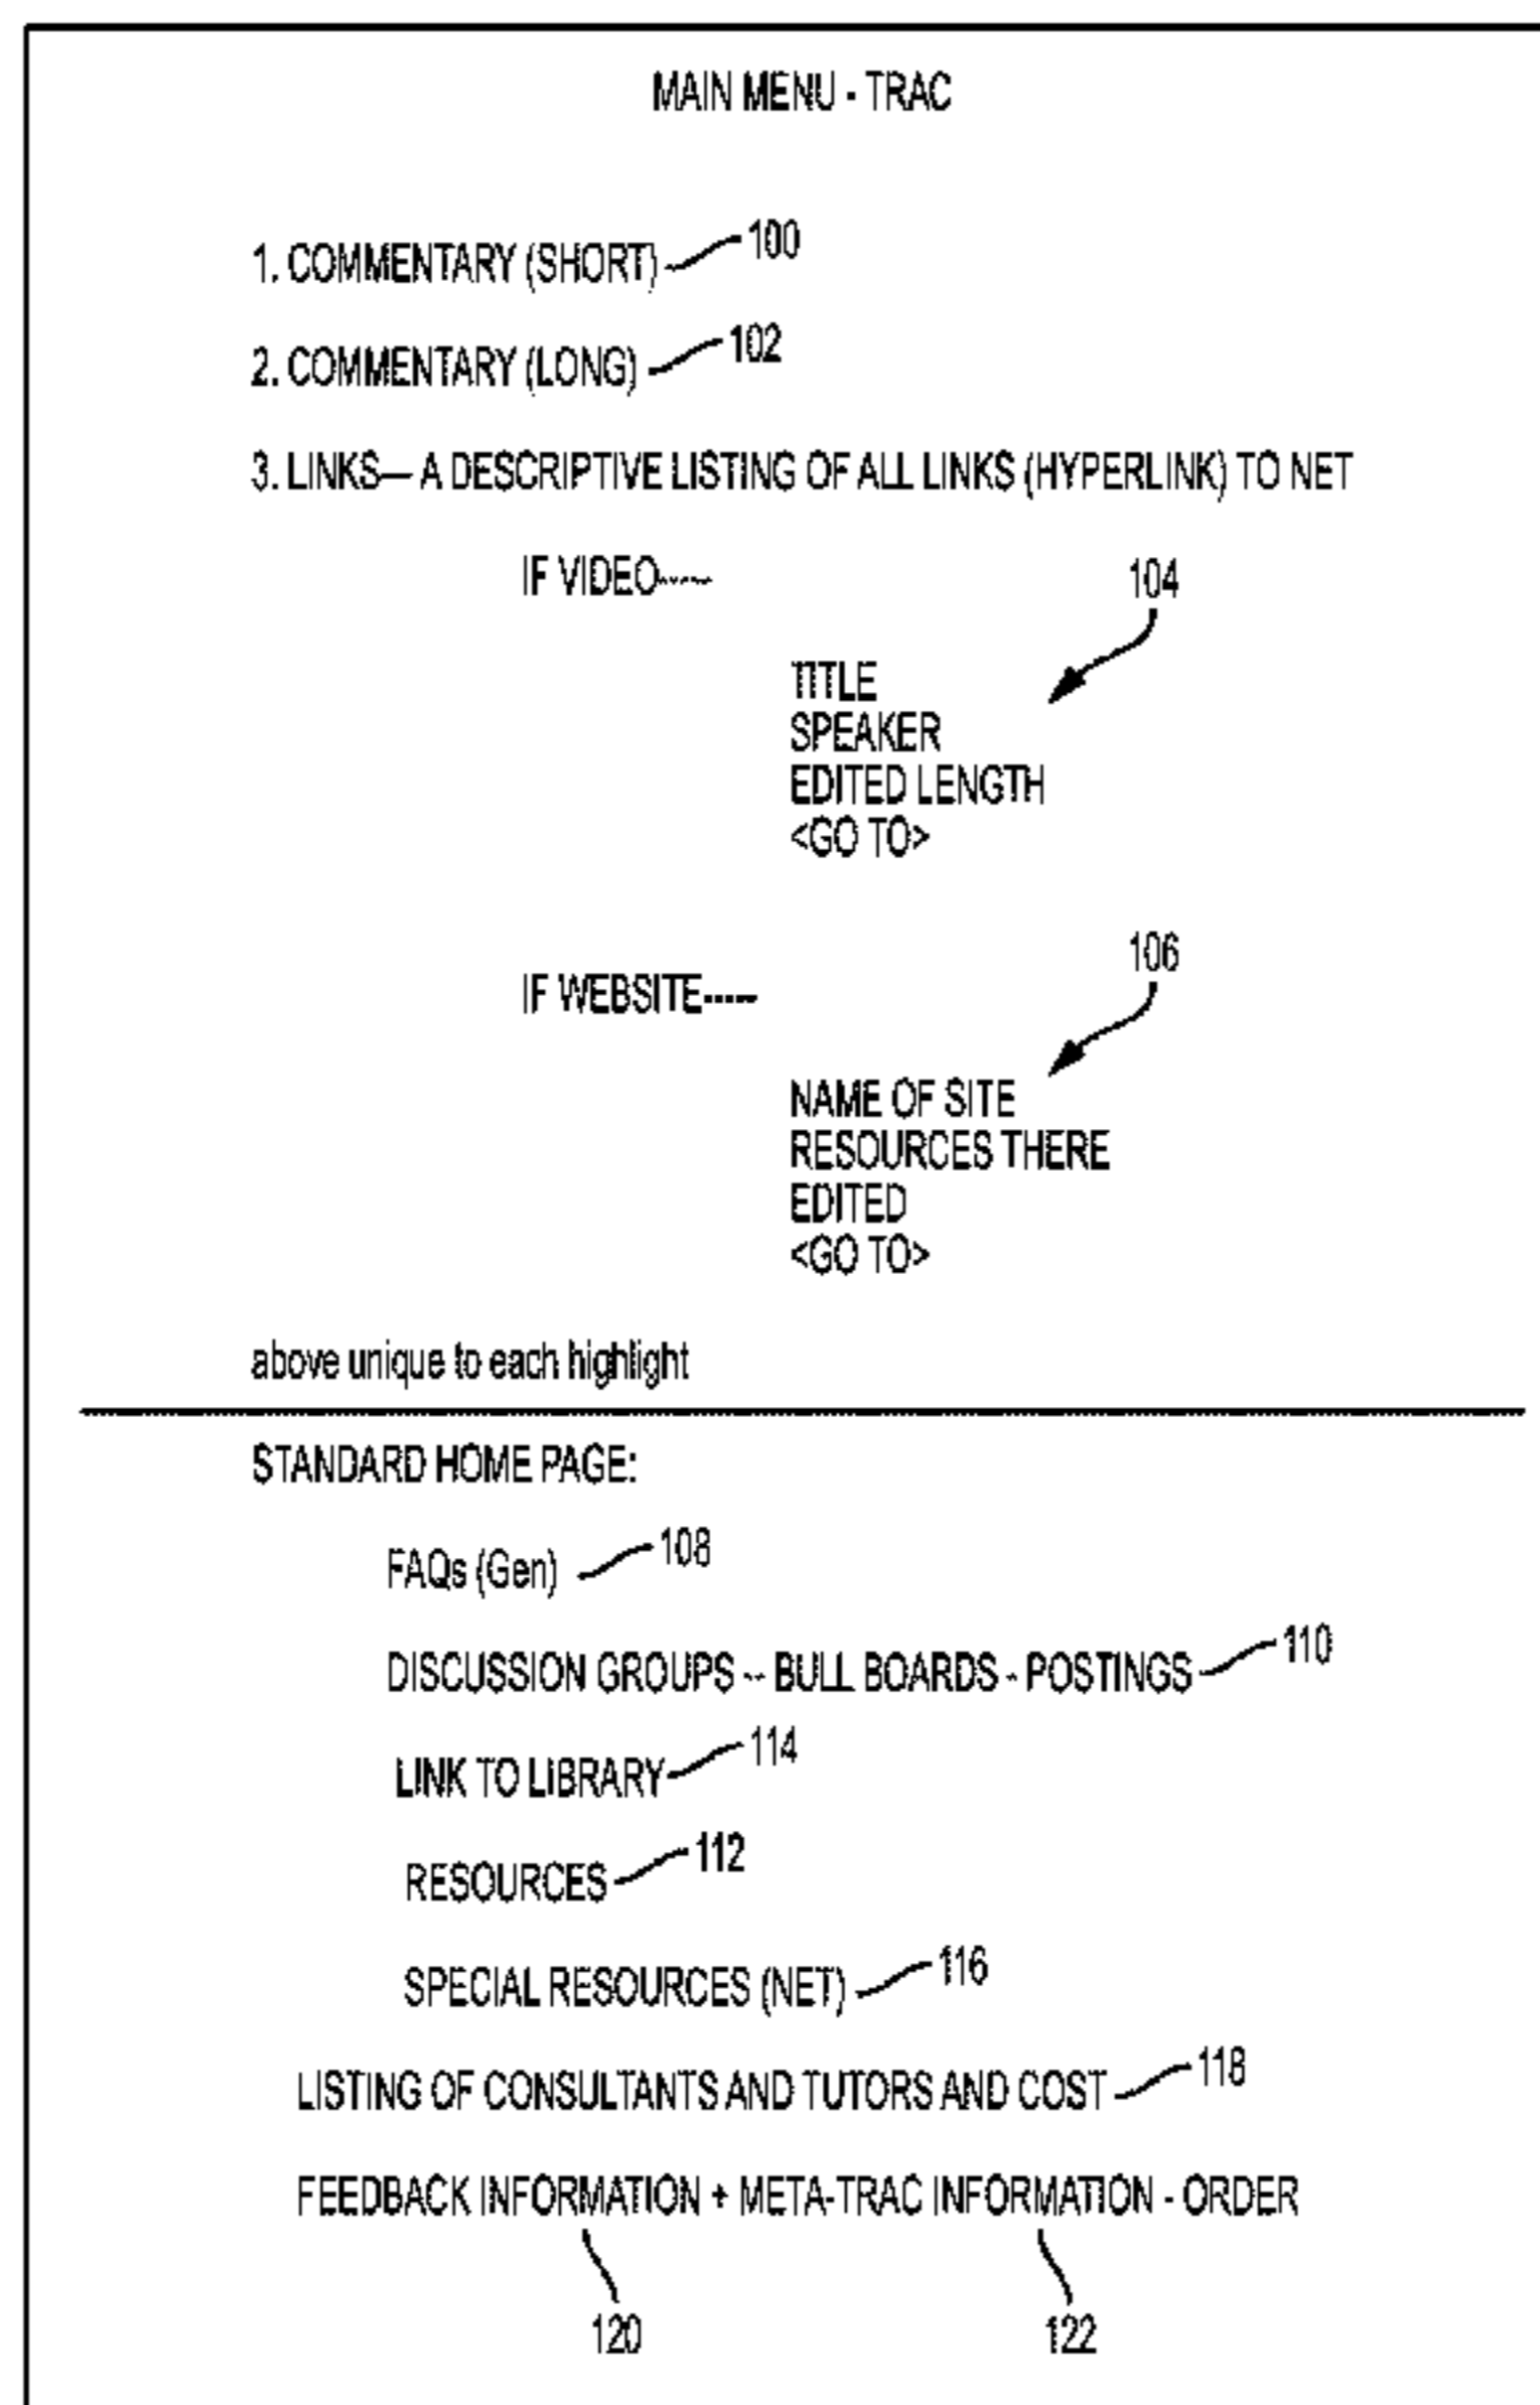 MAIN MENU - TRAC
1. COMMENTARY (SHORT) 100
2. COMMENTARY (LONG) 102
3. LINKS— A DESCRIPTIVE LISTING OF ALL LINKS (HYPERLINK) TO NET
IF VIDEO----- 104
TITLE
SPEAKER
EDITED LENGTH
<GO TO>
106
IF WEBSITE-----
NAME OF SITE
RESOURCES THERE
EDITED
<GO TO>
above unique to each highlight
STANDARD HOME PAGE:
FAQs (Gen) 108
DISCUSSION GROUPS -- BULL BOARDS - POSTINGS 110
LINK TO LIBRARY 114
RESOURCES 112
SPECIAL RESOURCES (NET) 116
LISTING OF CONSULTANTS AND TUTORS AND COST 118
FEEDBACK INFORMATION + META-TRAC INFORMATION - ORDER
120 122